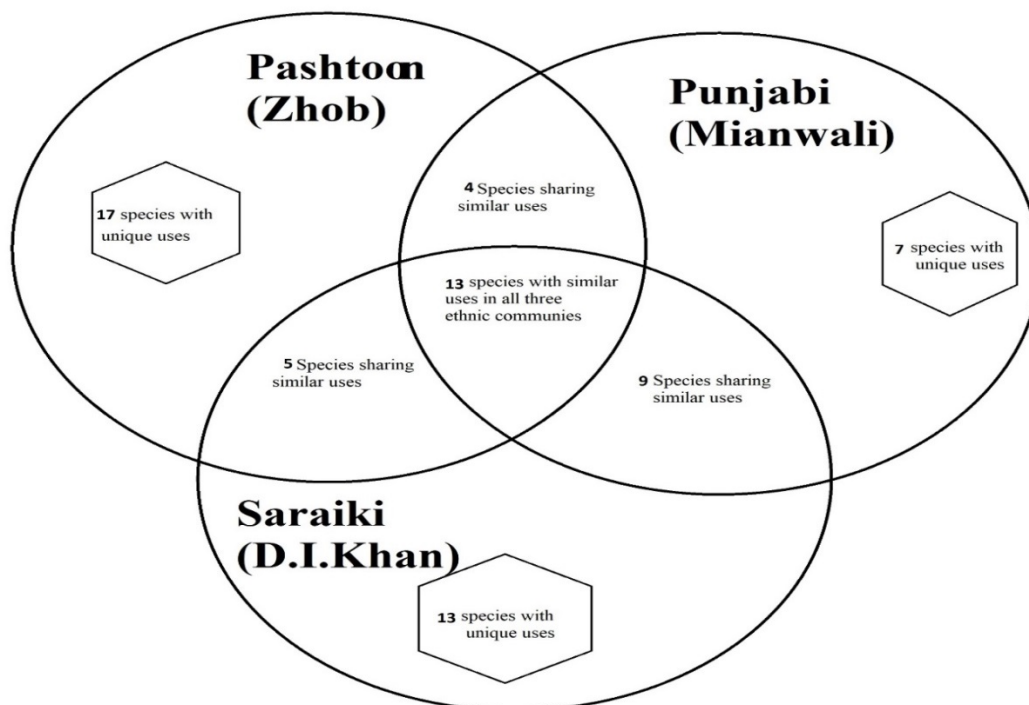 Pashtoon
(Zhob)
Punjabi
(Mianwali)
4 Species sharing
similar uses
17 species with
unique uses
7 species with
unique uses
13 species with similar
uses in all three
ethnic communies
5 Species sharing
similar uses
9 Species sharing
similar uses
Saraiki
(D.I.Khan)
13 species with
unique uses